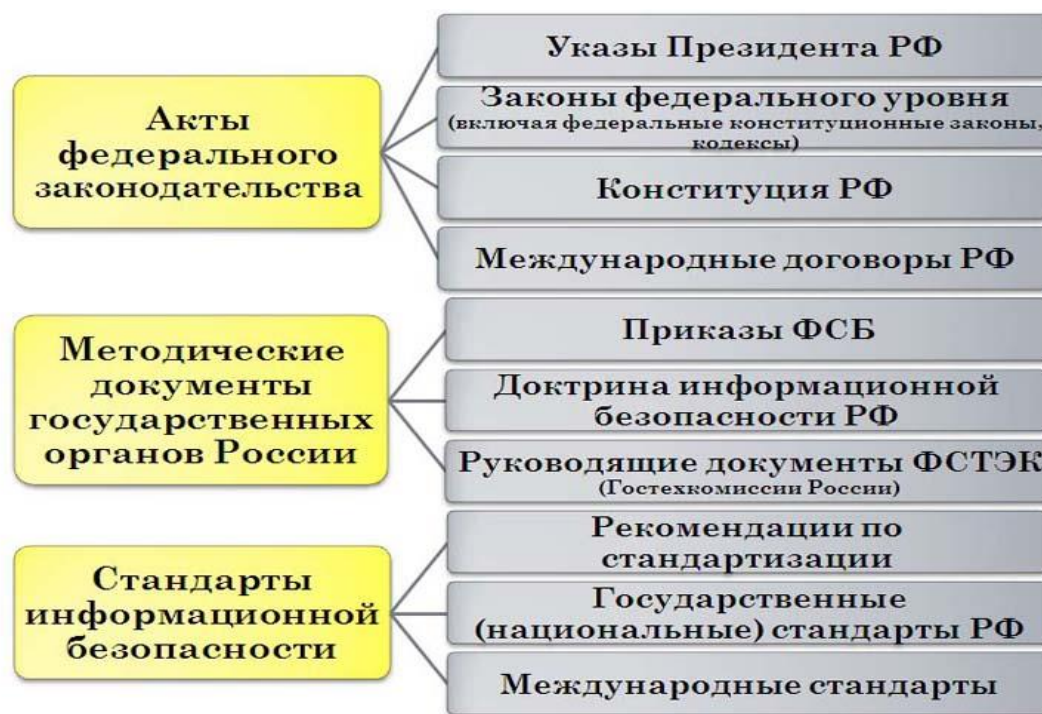 Акты
федерального
законодательства
Указы Президента РФ
Законы федерального уровня
(включая федеральные конституционные законы,
кодексы)
Конституция РФ
Международные договоры РФ
Методические
документы
государственных
органов России
Приказы ФСБ
Доктрина информационной
безопасности РФ
Руководящие документы ФСТЭК
(Гостехкомиссии России)
Стандарты
информационной
безопасности
Рекомендации по
стандартизации
Государственные
(национальные) стандарты РФ
Международные стандарты